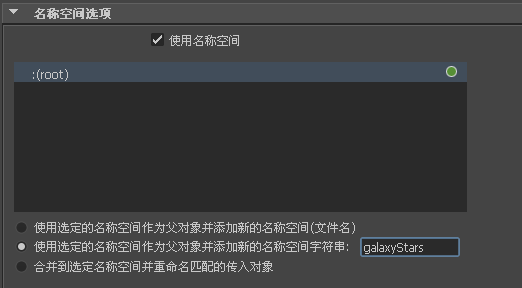 名称空间选项
使用名称空间
:(root)
使用选定的名称空间作为父对象并添加新的名称空间(文件名)
使用选定的名称空间作为父对象并添加新的名称空间字符串: galaxyStars
合并到选定名称空间并重命名匹配的传入对象